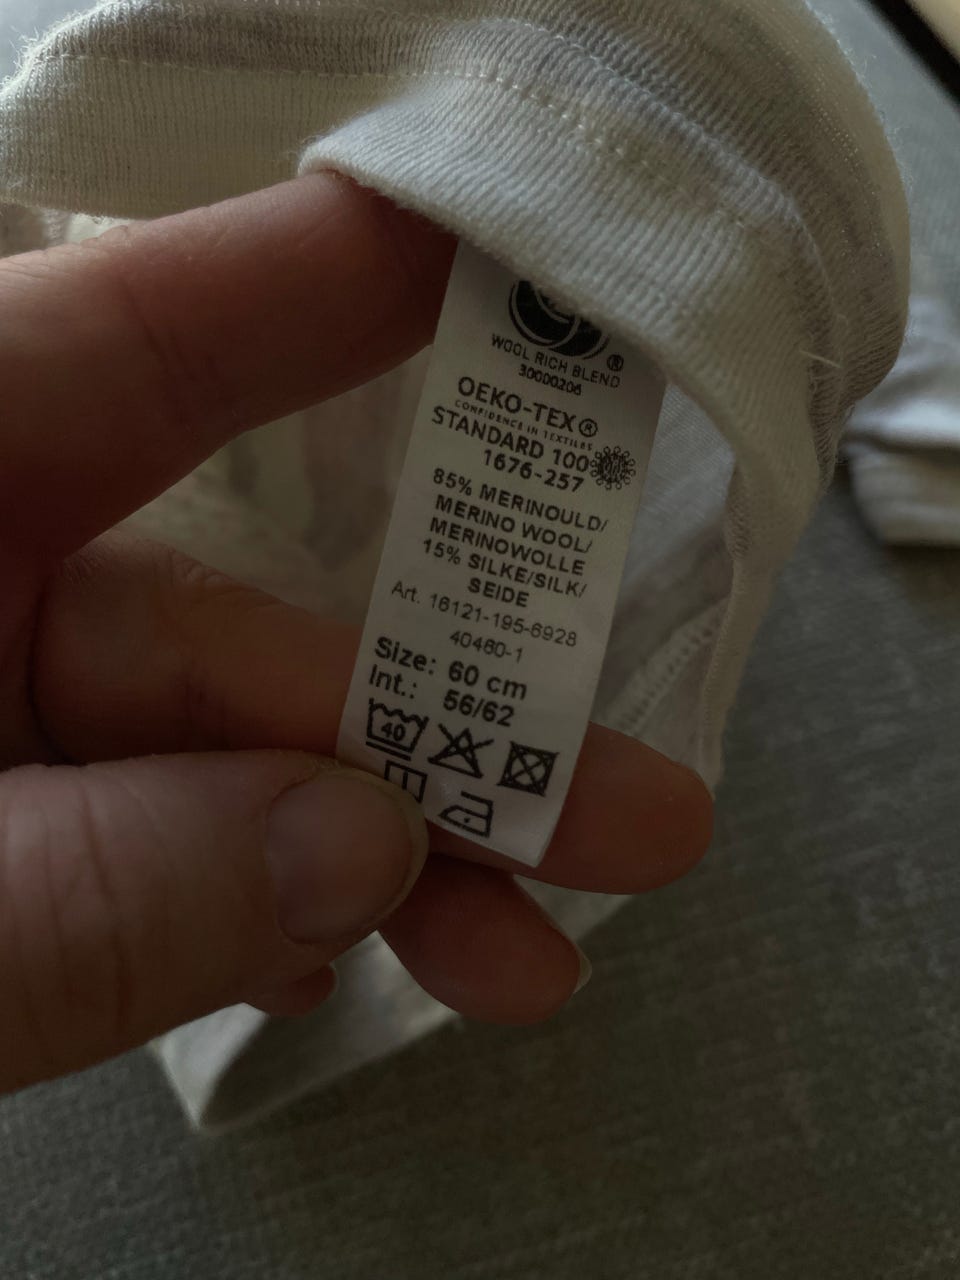 WOOL RICH BLEND ®
30000206
OEKO-TEX®
CONFIDENCE IN TEXTILES
STANDARD 100
1676-257
85% MERINOULD/
MERINO WOOL/
MERINOWOLLE
15% SILKE/SILK/
SEIDE
Art. 16121-195-6928
40460-1
Size: 60 cm
Int.: 56/62
40